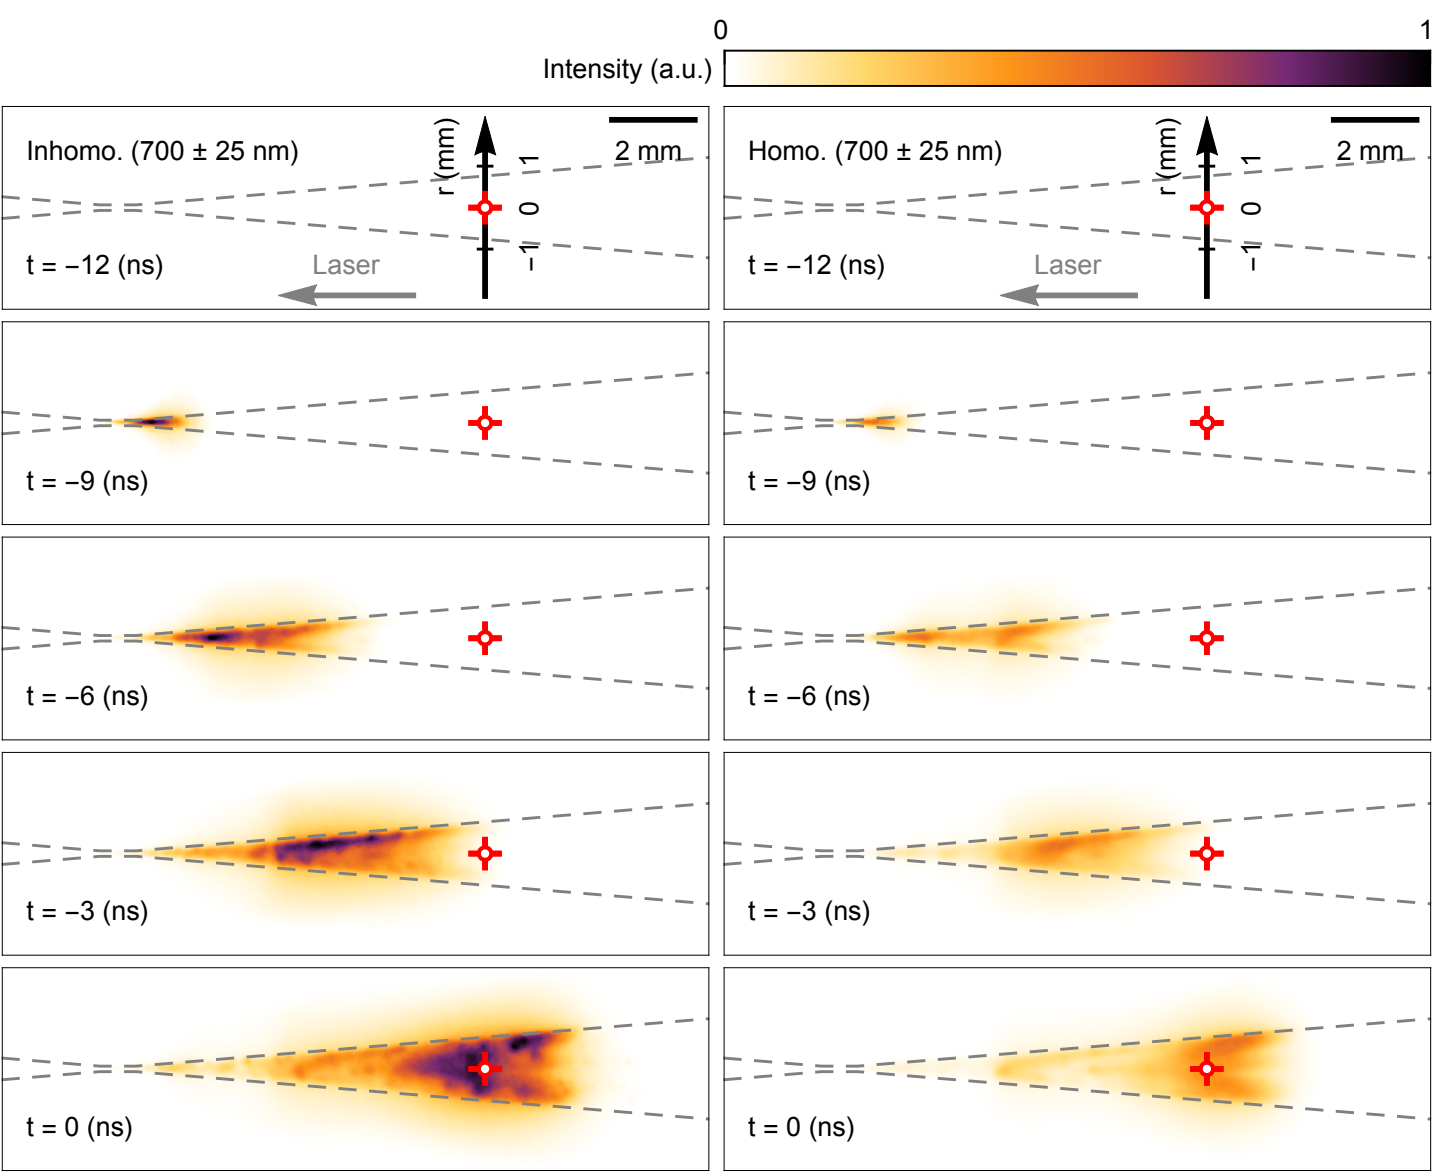 0 1
Intensity (a.u.)
Inhomo. (700 ± 25 nm)
r (mm)
1
0
−1
2 mm
t = −12 (ns)
Laser
Homo. (700 ± 25 nm)
r (mm)
1
0
−1
2 mm
t = −12 (ns)
Laser
t = −9 (ns)
t = −9 (ns)
t = −6 (ns)
t = −6 (ns)
t = −3 (ns)
t = −3 (ns)
t = 0 (ns)
t = 0 (ns)